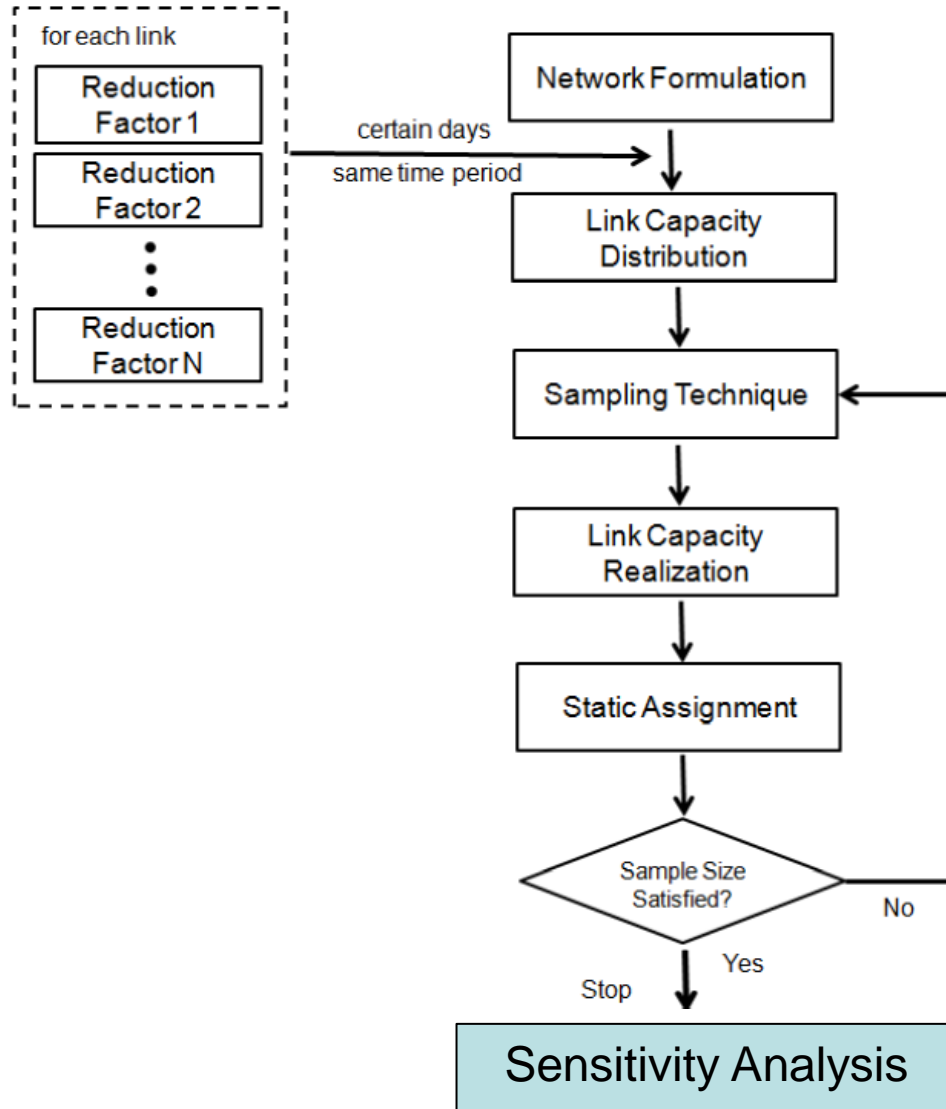 for each link
Reduction
Factor 1
Reduction
Factor 2
Reduction
Factor N
certain days
same time period
Network Formulation
Link Capacity
Distribution
Sampling Technique
Link Capacity
Realization
Static Assignment
Sample Size
Satisfied?
No
Yes
Stop
Sensitivity Analysis